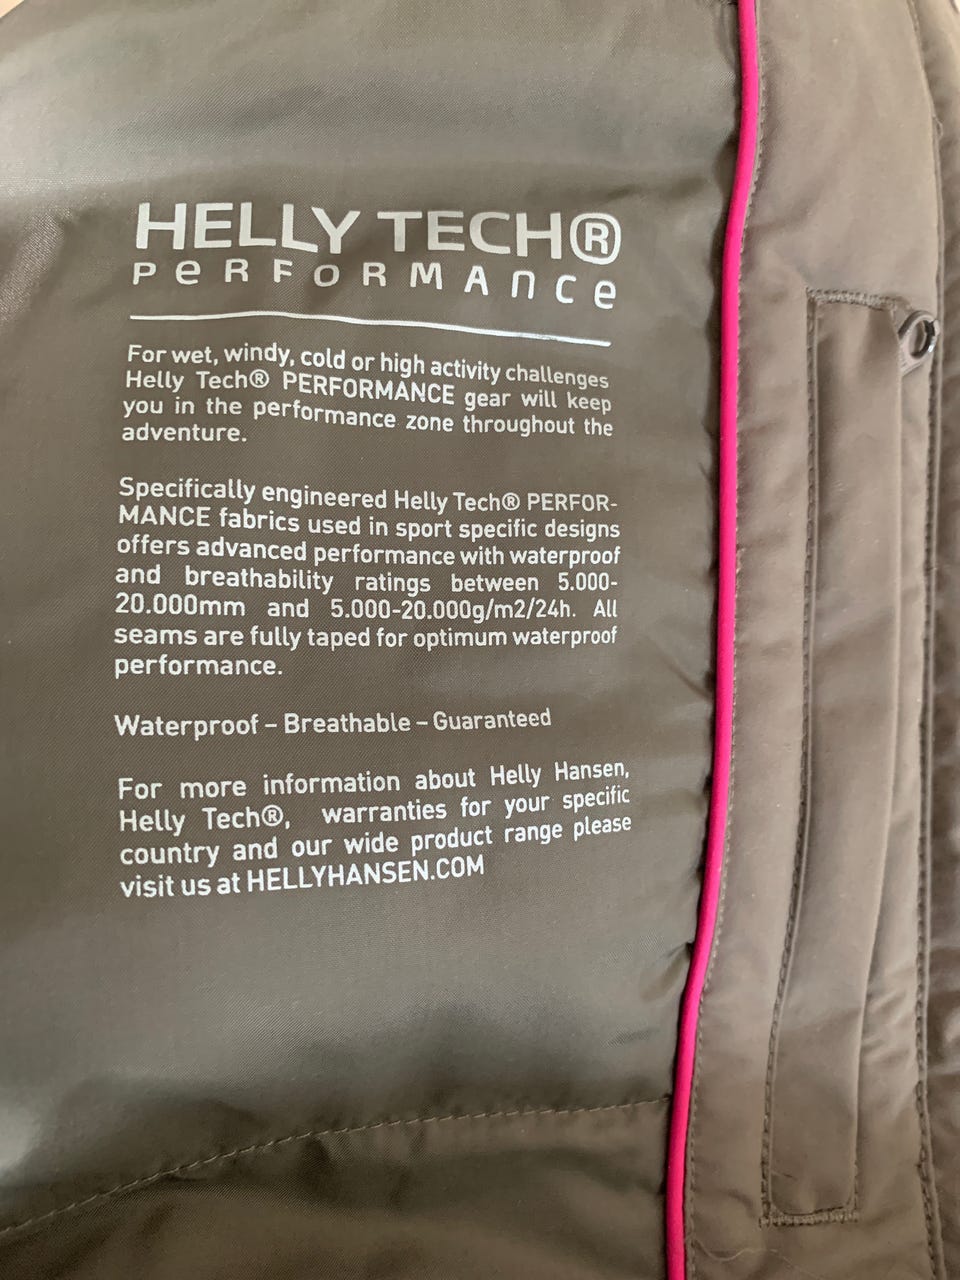 HELLY TECH®
PeRFORMAnce
For wet, windy, cold or high activity challenges
Helly Tech® PERFORMANCE gear will keep
you in the performance zone throughout the
adventure.
Specifically engineered Helly Tech® PERFOR-
MANCE fabrics used in sport specific designs
offers advanced performance with waterproof
and breathability ratings between 5.000-
20.000mm and 5.000-20.000g/m2/24h. All
seams are fully taped for optimum waterproof
performance.
Waterproof – Breathable – Guaranteed
For more information about Helly Hansen,
Helly Tech®, warranties for your specific
country and our wide product range please
visit us at HELLYHANSEN.COM